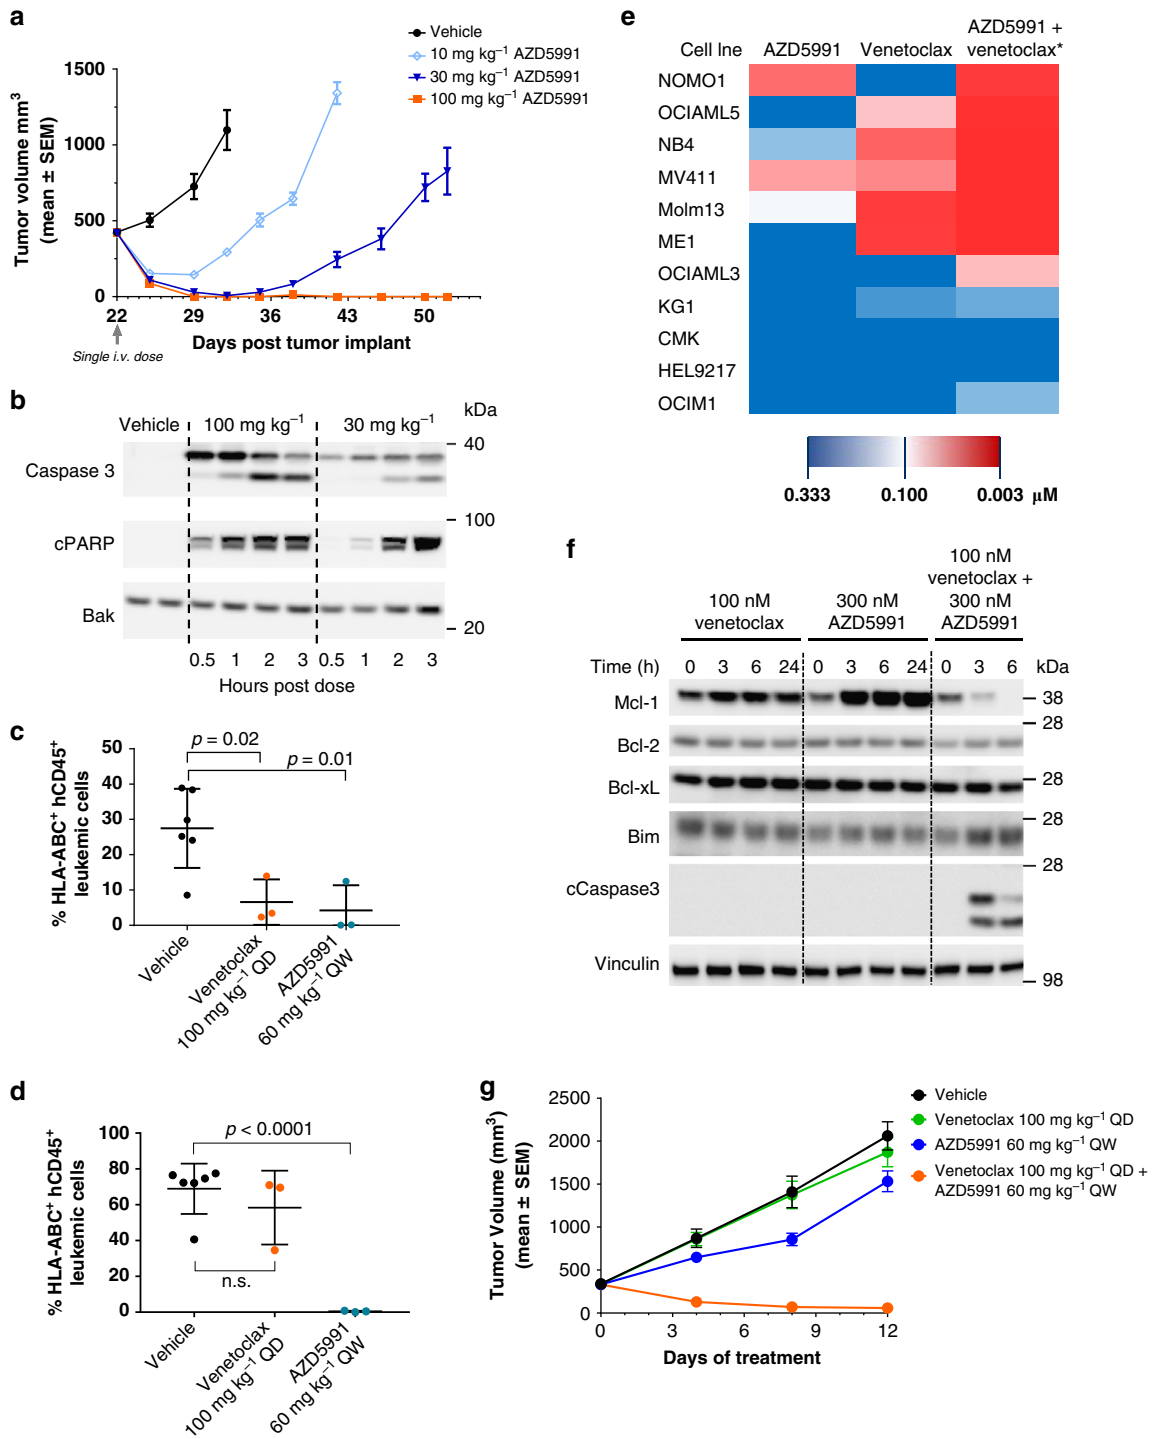 a
Vehicle
10 mg kg⁻¹ AZD5991
30 mg kg⁻¹ AZD5991
100 mg kg⁻¹ AZD5991
Tumor volume mm³
(mean ± SEM)
1500
1000
500
0
22 29 36 43 50
Days post tumor implant
Single i.v. dose
b
Vehicle
100 mg kg⁻¹
30 mg kg⁻¹
kDa
40
Caspase 3
100
cPARP
Bak
20
0.5 1 2 3 0.5 1 2 3
Hours post dose
c
% HLA-ABC⁺ hCD45⁺
leukemic cells
50
40
30
20
10
0
p = 0.02
p = 0.01
Vehicle
Venetoclax
100 mg kg⁻¹ QD
AZD5991
60 mg kg⁻¹ QW
d
% HLA-ABC⁺ hCD45⁺
leukemic cells
100
80
60
40
20
0
p < 0.0001
n.s.
Vehicle
Venetoclax
100 mg kg⁻¹ QD
AZD5991
60 mg kg⁻¹ QW
e
Cell lne
AZD5991
Venetoclax
AZD5991 +
venetoclax*
NOMO1
OCIAML5
NB4
MV411
Molm13
ME1
OCIAML3
KG1
CMK
HEL9217
OCIM1
0.333 0.100 0.003 μM
f
100 nM
venetoclax
300 nM
AZD5991
100 nM
venetoclax +
300 nM
AZD5991
Time (h) 0 3 6 24 0 3 6 24 0 3 6 kDa
Mcl-1
38
28
Bcl-2
Bcl-xL
28
28
Bim
28
cCaspase3
Vinculin
98
g
Tumor Volume (mm³)
(mean ± SEM)
2500
2000
1500
1000
500
0
0 3 6 9 12
Days of treatment
Vehicle
Venetoclax 100 mg kg⁻¹ QD
AZD5991 60 mg kg⁻¹ QW
Venetoclax 100 mg kg⁻¹ QD +
AZD5991 60 mg kg⁻¹ QW